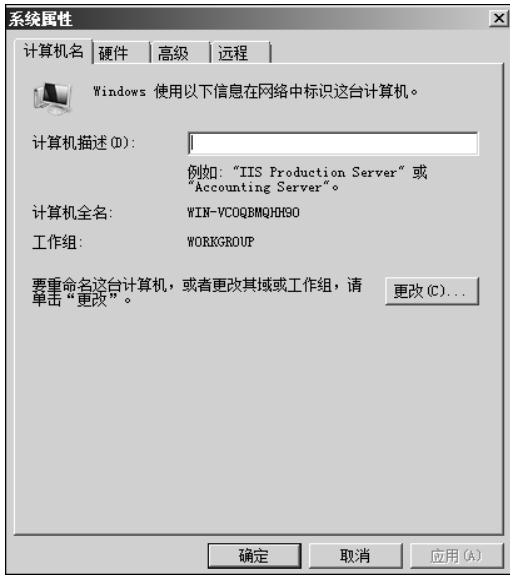 系统属性
计算机名 硬件 高级 远程
Windows 使用以下信息在网络中标识这台计算机。
计算机描述(D):
例如: "IIS Production Server" 或
"Accounting Server"。
计算机全名: WIN-VCOQBMQHH90
工作组: WORKGROUP
要重命名这台计算机，或者更改其域或工作组，请
单击“更改”。
更改(C)...
确定 取消 应用(A)